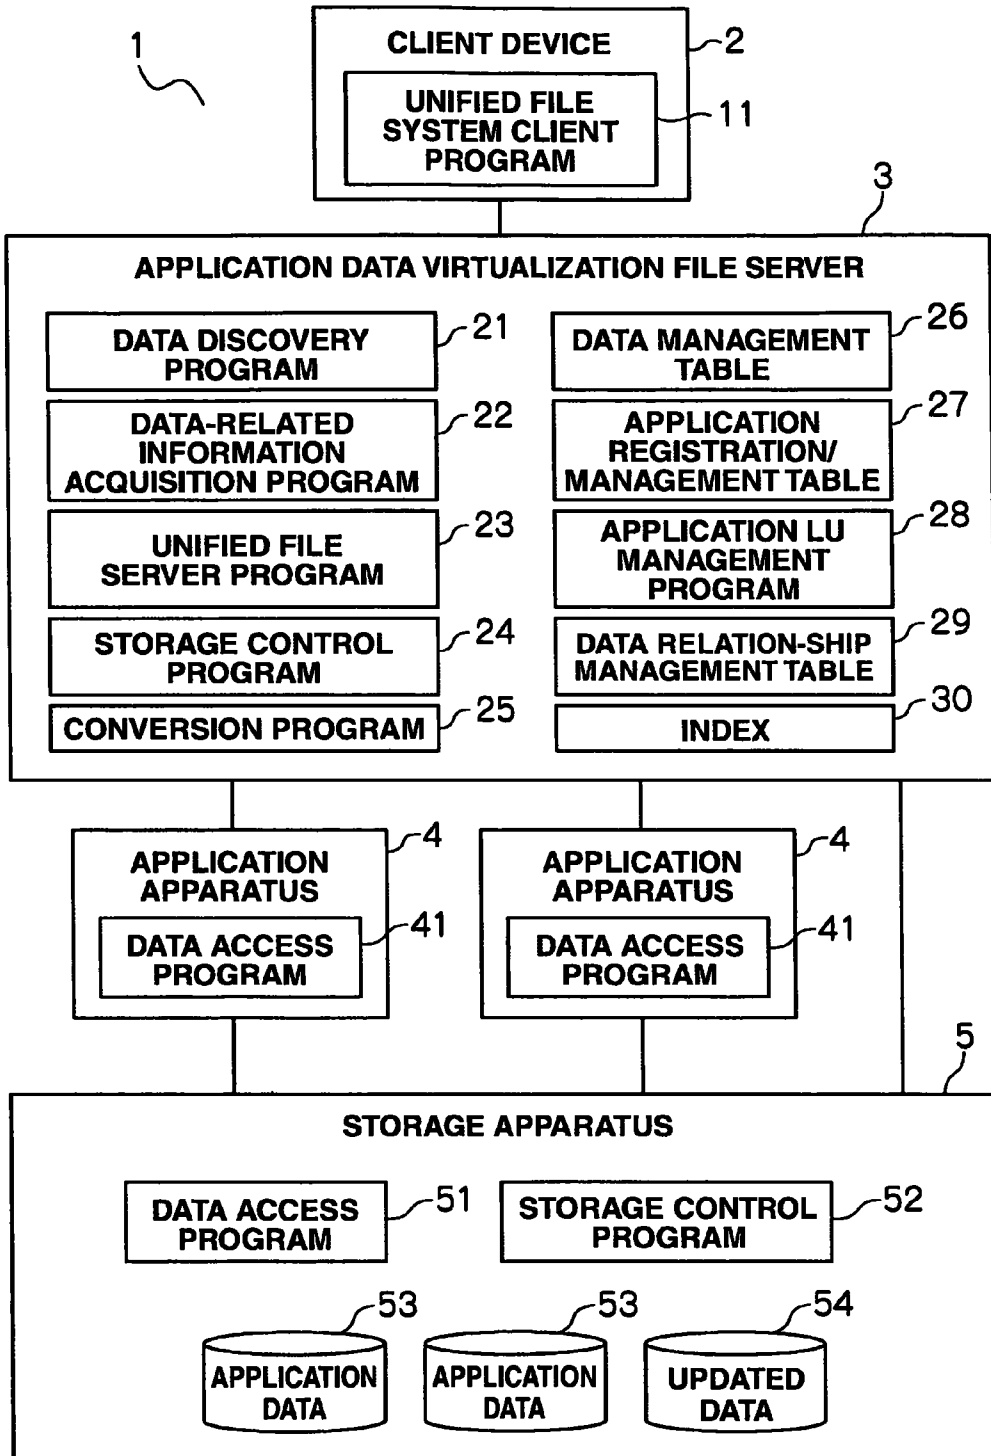 1
CLIENT DEVICE
2
UNIFIED FILE
SYSTEM CLIENT
PROGRAM
11
3
APPLICATION DATA VIRTUALIZATION FILE SERVER
DATA DISCOVERY
PROGRAM
21
DATA-RELATED
INFORMATION
ACQUISITION PROGRAM
22
UNIFIED FILE
SERVER PROGRAM
23
STORAGE CONTROL
PROGRAM
24
CONVERSION PROGRAM
25
DATA MANAGEMENT
TABLE
26
APPLICATION
REGISTRATION/
MANAGEMENT TABLE
27
APPLICATION LU
MANAGEMENT
PROGRAM
28
DATA RELATION-SHIP
MANAGEMENT TABLE
29
INDEX
30
APPLICATION
APPARATUS
4
DATA ACCESS
PROGRAM
41
APPLICATION
APPARATUS
4
DATA ACCESS
PROGRAM
41
5
STORAGE APPARATUS
DATA ACCESS
PROGRAM
51
STORAGE CONTROL
PROGRAM
52
53
APPLICATION
DATA
53
APPLICATION
DATA
54
UPDATED
DATA